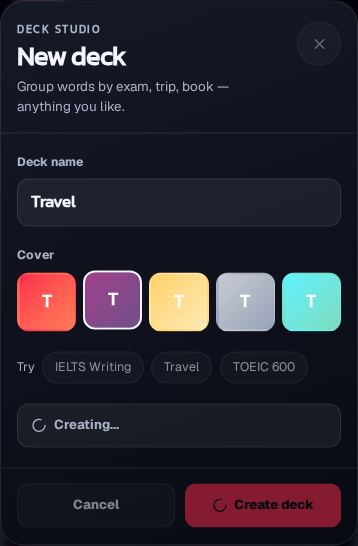 DECK STUDIO
New deck
Group words by exam, trip, book —
anything you like.
Deck name
Travel
Cover
T T T T T
Try IELTS Writing Travel TOEIC 600
Creating...
Cancel Create deck